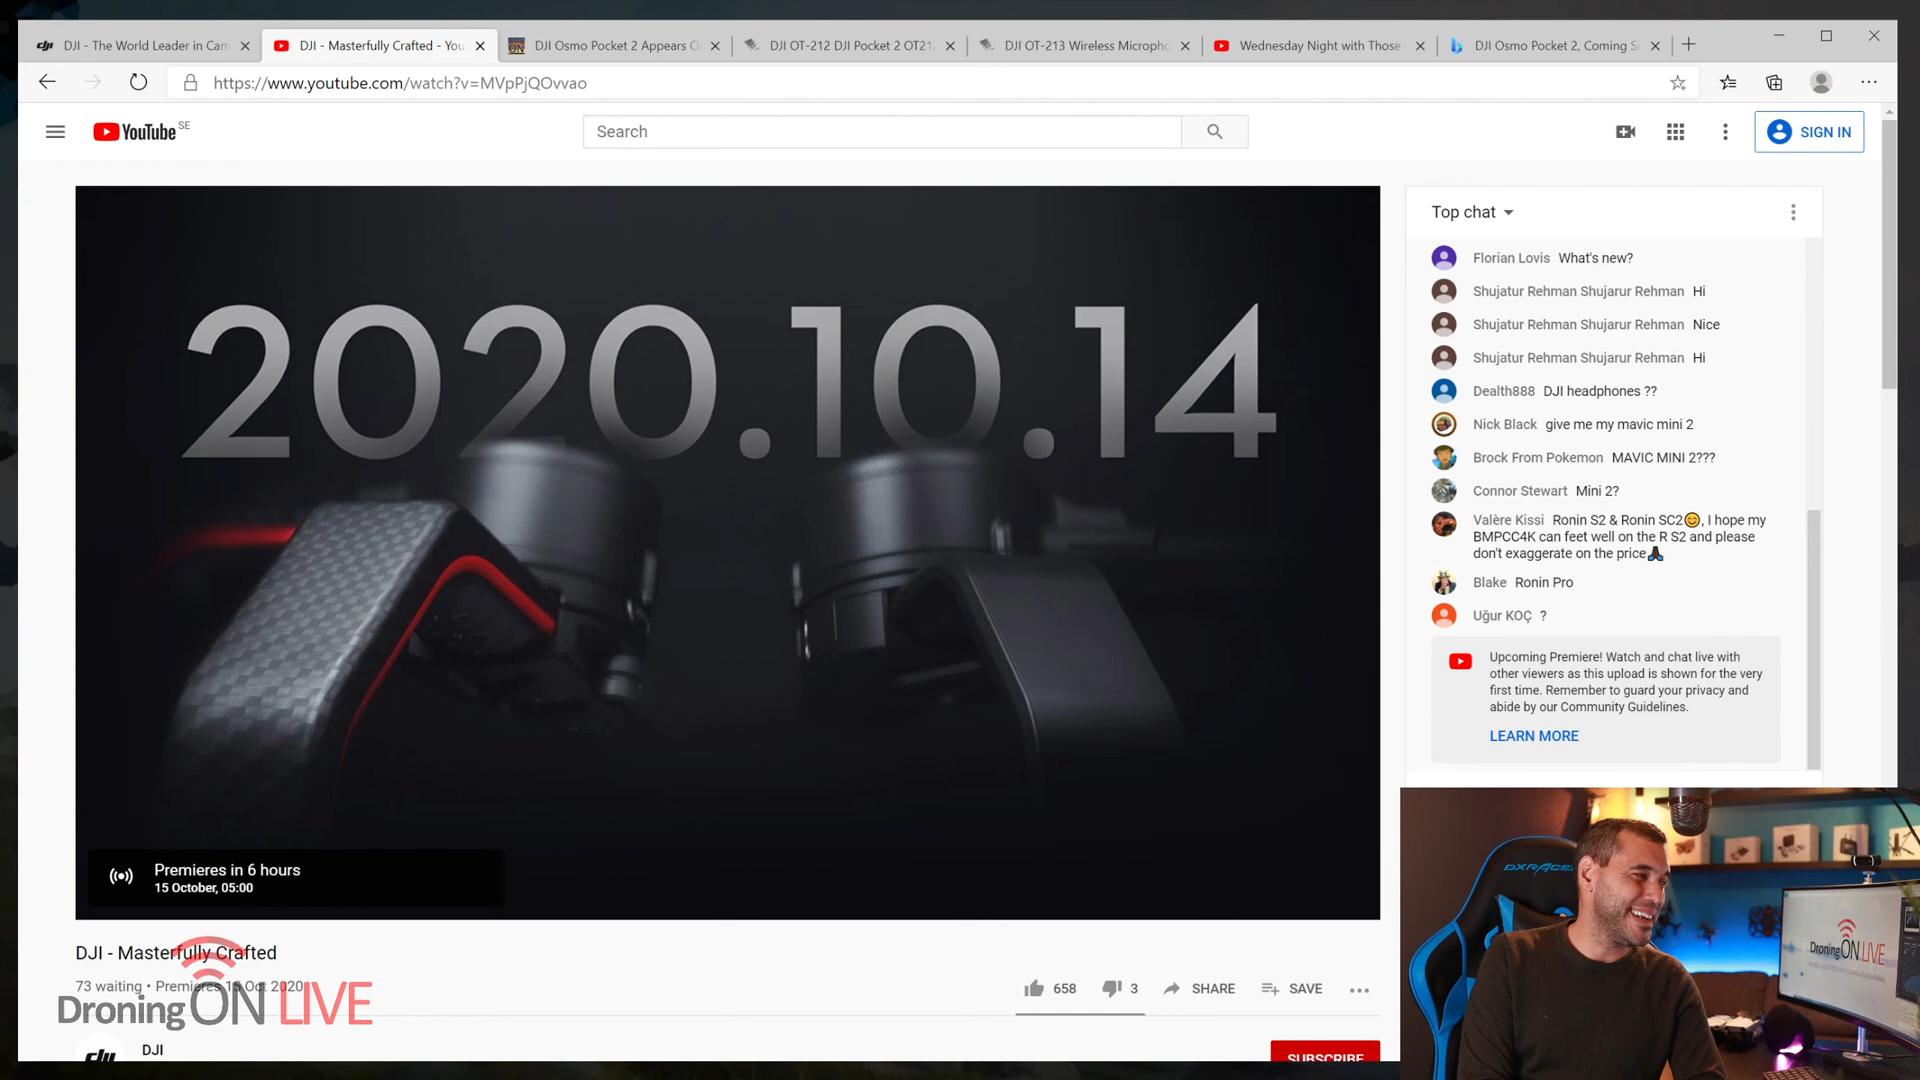 DJI - The World Leader in Cam
DJI - Masterfully Crafted - You
DJI Osmo Pocket 2 Appears O
DJI OT-212 DJI Pocket 2 OT21
DJI OT-213 Wireless Micropho
Wednesday Night with Those
DJI Osmo Pocket 2, Coming S
https://www.youtube.com/watch?v=MVpPjQOvvao
YouTube SE
Search
SIGN IN
2020.10.14
Premieres in 6 hours
15 October, 05:00
Top chat
Florian Lovis What's new?
Shujatur Rehman Shujarur Rehman Hi
Shujatur Rehman Shujarur Rehman Nice
Shujatur Rehman Shujarur Rehman Hi
Dealth888 DJI headphones ??
Nick Black give me my mavic mini 2
Brock From Pokemon MAVIC MINI 2???
Connor Stewart Mini 2?
Valère Kissi Ronin S2 & Ronin SC2😊, I hope my
BMPCC4K can feet well on the R S2 and please
don't exaggerate on the price🙏🏿
Blake Ronin Pro
Uğur KOÇ ?
Upcoming Premiere! Watch and chat live with
other viewers as this upload is shown for the very
first time. Remember to guard your privacy and
abide by our Community Guidelines.
LEARN MORE
DJI - Masterfully Crafted
73 waiting • Premieres 15 Oct 2020
658 3 SHARE SAVE
DroningON LIVE
dji
DJI
SUBSCRIBE
DXRACER
DroningON LIVE